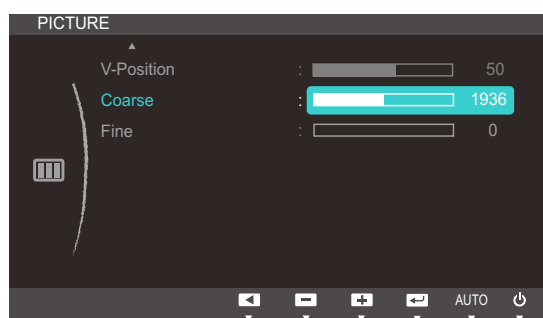 PICTURE
V-Position : 50
Coarse : 1936
Fine : 0
AUTO